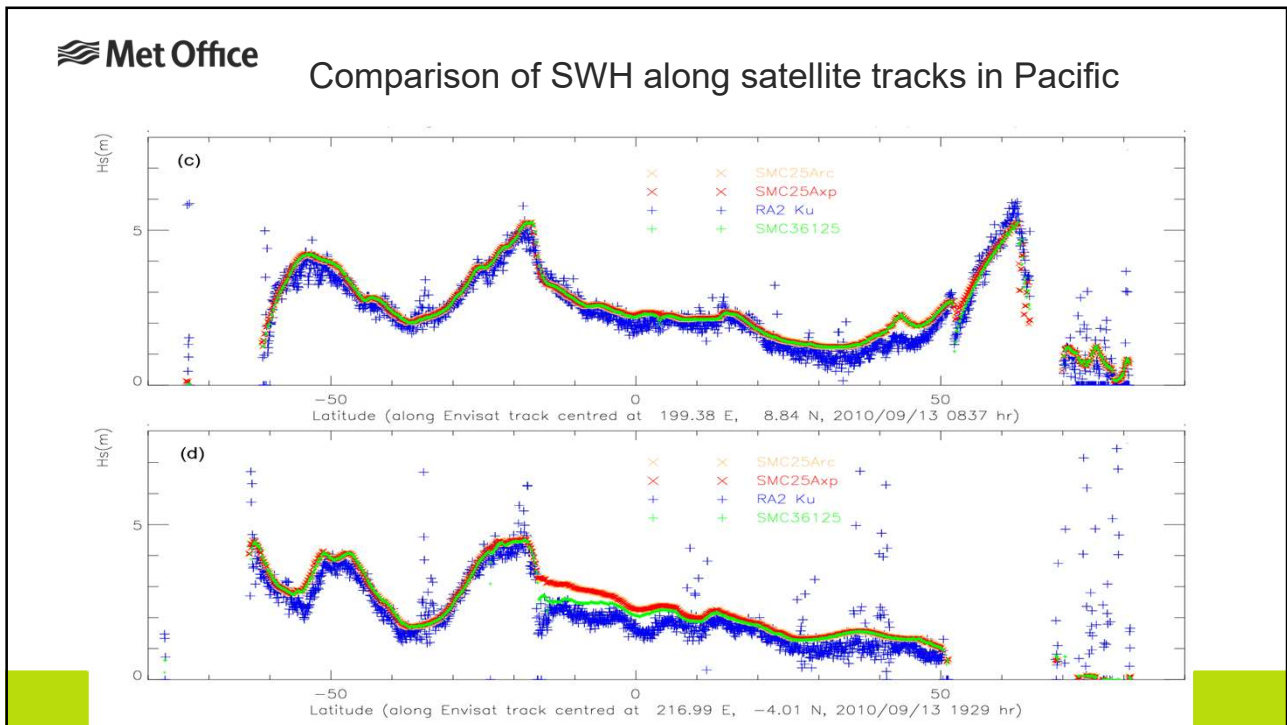 Met Office
Comparison of SWH along satellite tracks in Pacific
Hs(m)
(c)
SMC25Arc
SMC25Axp
RA2 Ku
SMC36125
5
0
−50
0
50
Latitude (along Envisat track centred at 199.38 E, 8.84 N, 2010/09/13 0837 hr)
Hs(m)
(d)
SMC25Arc
SMC25Axp
RA2 Ku
SMC36125
5
0
−50
0
50
Latitude (along Envisat track centred at 216.99 E, −4.01 N, 2010/09/13 1929 hr)